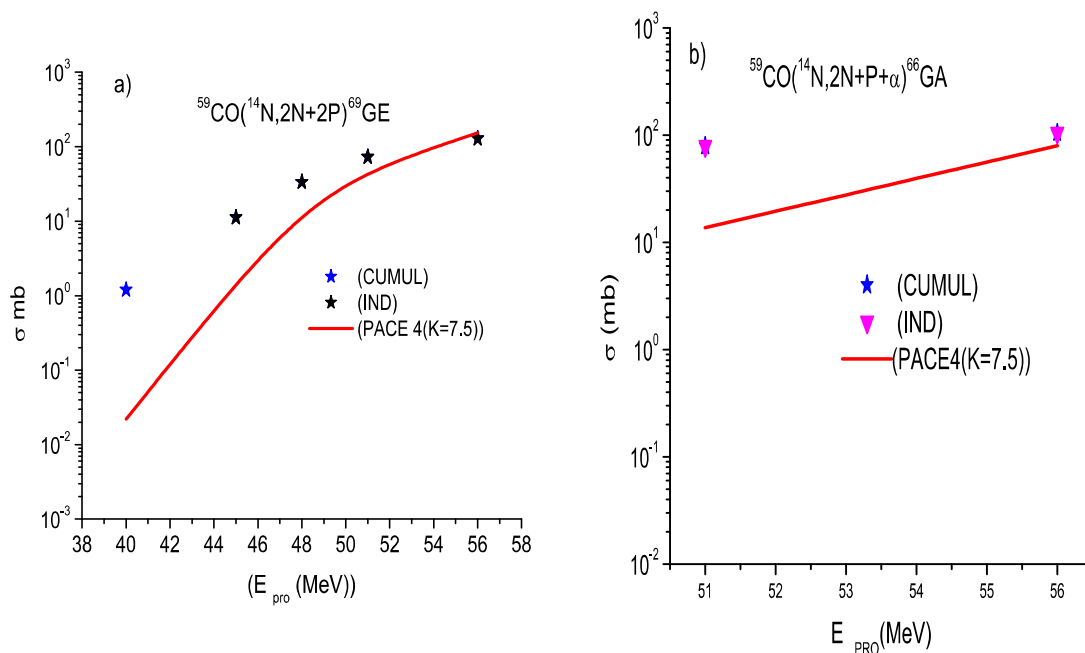 a)
⁵⁹CO(¹⁴N,2N+2P)⁶⁹GE
10³
10²
10¹
10⁰
10⁻¹
10⁻²
10⁻³
σ mb
(CUMUL)
(IND)
(PACE 4(K=7.5))
38 40 42 44 46 48 50 52 54 56 58
(E pro (MeV))
b)
⁵⁹CO(¹⁴N,2N+P+α)⁶⁶GA
10³
10²
10¹
10⁰
10⁻¹
10⁻²
σ (mb)
(CUMUL)
(IND)
(PACE4(K=7.5))
51 52 53 54 55 56
E PRO(MeV)